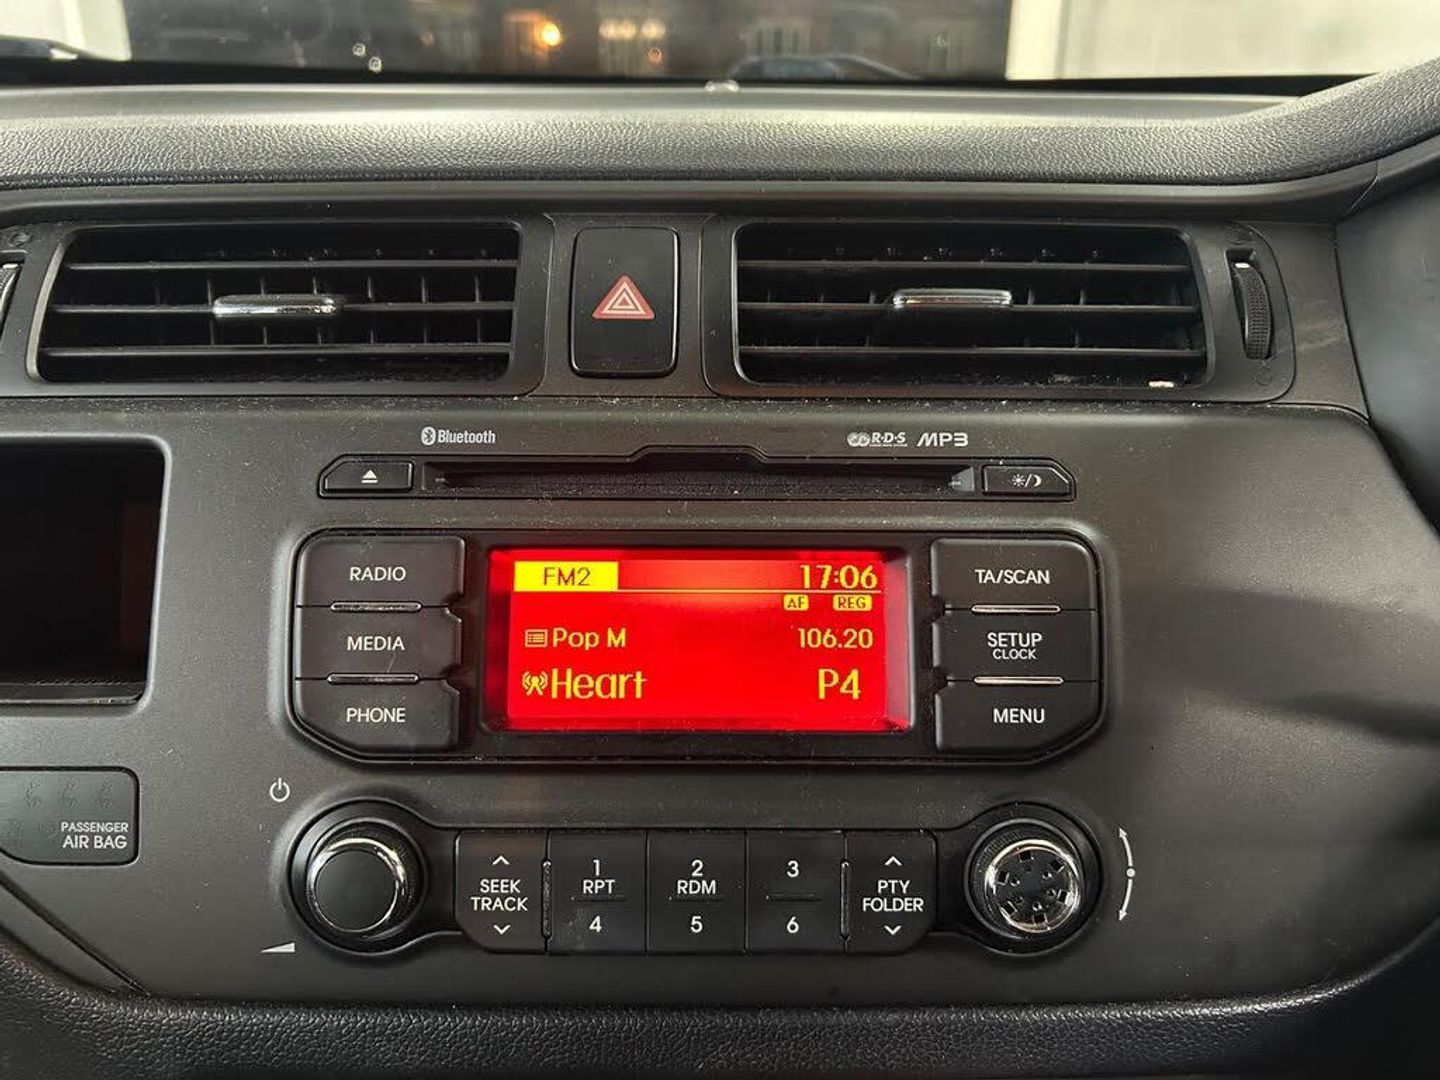 Bluetooth
R·D·S MP3
RADIO
MEDIA
PHONE
FM2 17:06
AF REG
Pop M 106.20
Heart P4
TA/SCAN
SETUP
CLOCK
MENU
PASSENGER
AIR BAG
SEEK
TRACK
1
RPT
4
2
RDM
5
3
6
PTY
FOLDER